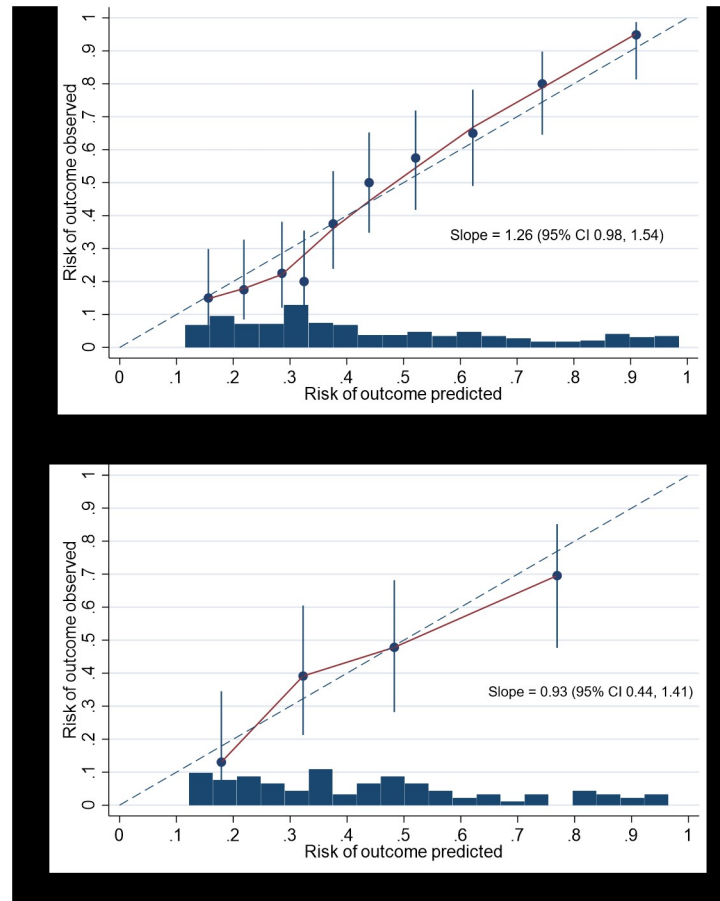 1
.9
.8
.7
.6
.5
.4
.3
.2
.1
0
Risk of outcome observed
Slope = 1.26 (95% CI 0.98, 1.54)
0 .1 .2 .3 .4 .5 .6 .7 .8 .9 1
Risk of outcome predicted
1
.9
.8
.7
.6
.5
.4
.3
.2
.1
0
Risk of outcome observed
Slope = 0.93 (95% CI 0.44, 1.41)
0 .1 .2 .3 .4 .5 .6 .7 .8 .9 1
Risk of outcome predicted